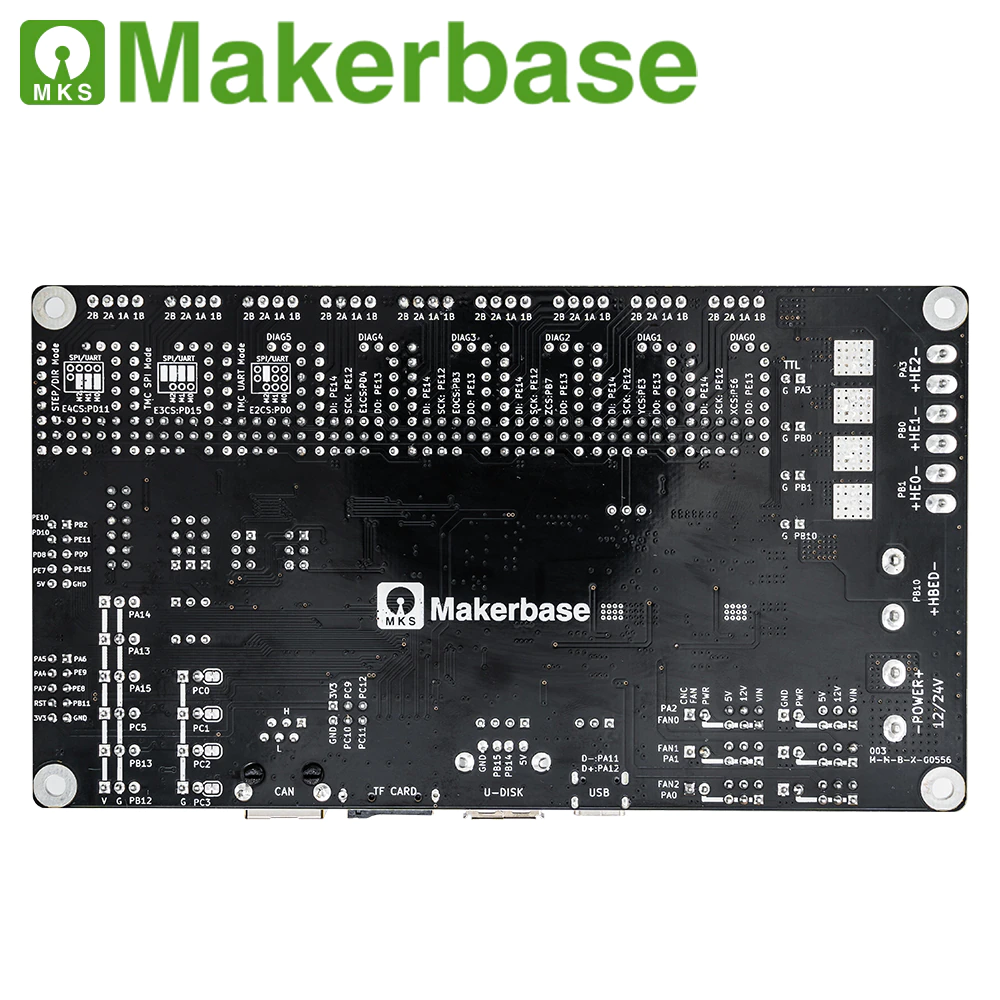 MKS
Makerbase
2B 2A 1A 1B
2B 2A 1A 1B
2B 2A 1A 1B
2B 2A 1A 1B
2B 2A 1A 1B
2B 2A 1A 1B
2B 2A 1A 1B
2B 2A 1A 1B
2B 2A 1A 1B
DIAG5
DIAG4
DIAG3
DIAG2
DIAG1
DIAG0
STEP/DIR Mode
SPI/UART
E4CS:PD11
TMC SPI Mode
SPI/UART
E3CS:PD15
TMC UART Mode
SPI/UART
E2CS:PD0
DI: PE14
SCK: PE12
E1CS:PD4
DO: PE13
DI: PE14
SCK: PE12
E0CS:PB3
DO: PE13
DI: PE14
SCK: PE12
ZCS:PB7
DO: PE13
DI: PE14
SCK: PE12
YCS:PE3
DO: PE13
DI: PE14
SCK: PE12
XCS:PE6
DO: PE13
TTL
G PA3
G PB0
G PB1
G PB10
PA3
+HE2-
PB0
+HE1-
PB1
+HE0-
PB10
+HBED-
-POWER+
12/24V
PE10
PB2
PD10
PE11
PD8
PD9
PE7
PE15
5V
GND
PA14
PA13
PA15
PC5
PB13
V G PB12
PA5
PA6
PA4
PE9
PA7
PE8
RST
PB11
3V3
GND
PC0
PC1
PC2
G PC3
MKS
Makerbase
H
L
CAN
GND
3V3
PC10
PC9
PC11
PC12
TF CARD
GND
PB15
PB14
5V
U-DISK
D-:PA11
D+:PA12
USB
CNC
FAN
PWR
5V
12V
VIN
GND
PWR
5V
12V
VIN
PA2
FAN0
FAN1
PA1
FAN2
PA0
003
M-N-B-X-G0556